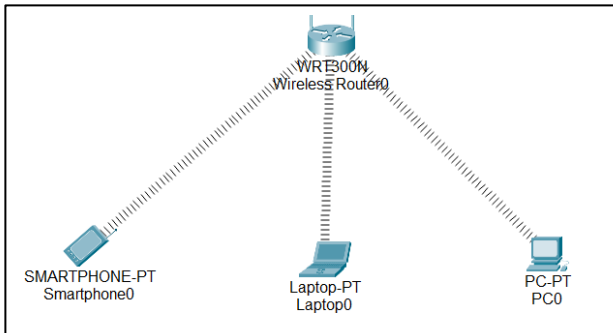 WRT300N
Wireless Router0
SMARTPHONE-PT
Smartphone0
Laptop-PT
Laptop0
PC-PT
PC0